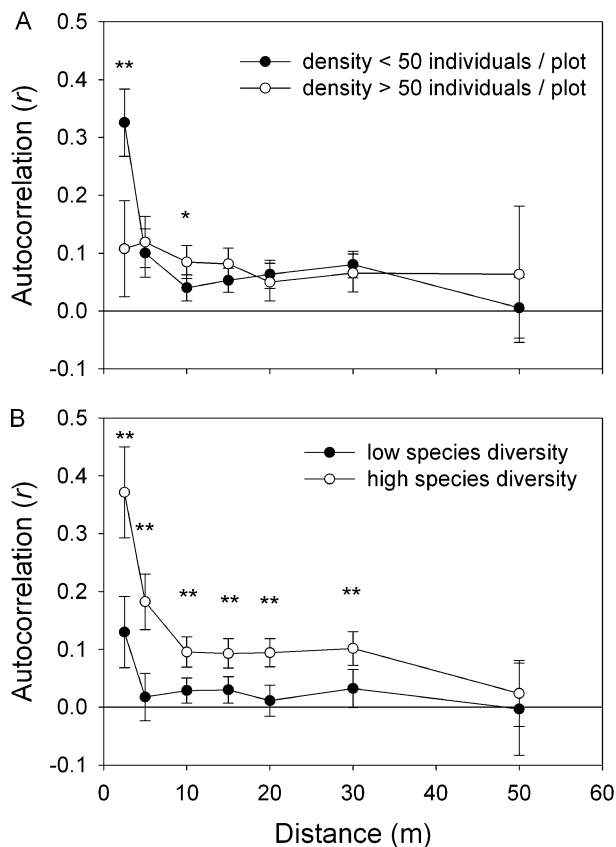 A
0.5
0.4
0.3
0.2
0.1
0.0
-0.1
Autocorrelation (r)
**
*
density < 50 individuals / plot
density > 50 individuals / plot
B
0.5
0.4
0.3
0.2
0.1
0.0
-0.1
Autocorrelation (r)
**
**
** ** ** **
low species diversity
high species diversity
0 10 20 30 40 50 60
Distance (m)